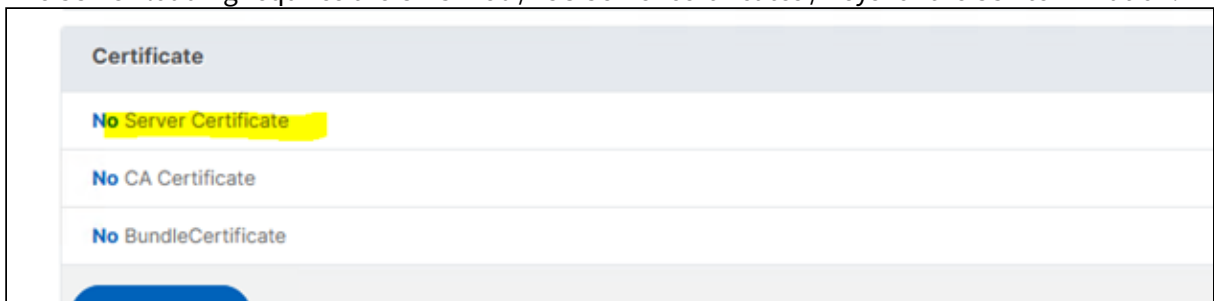 Certificate
No Server Certificate
No CA Certificate
No BundleCertificate